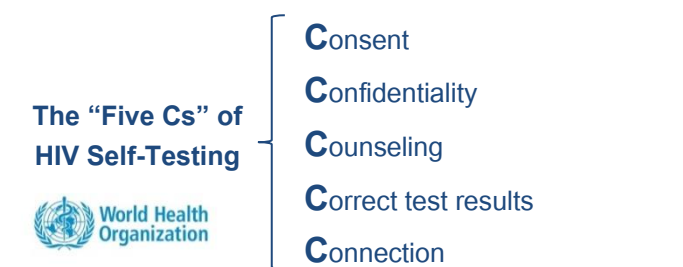 The “Five Cs” of
HIV Self-Testing
World Health
Organization
Consent
Confidentiality
Counseling
Correct test results
Connection